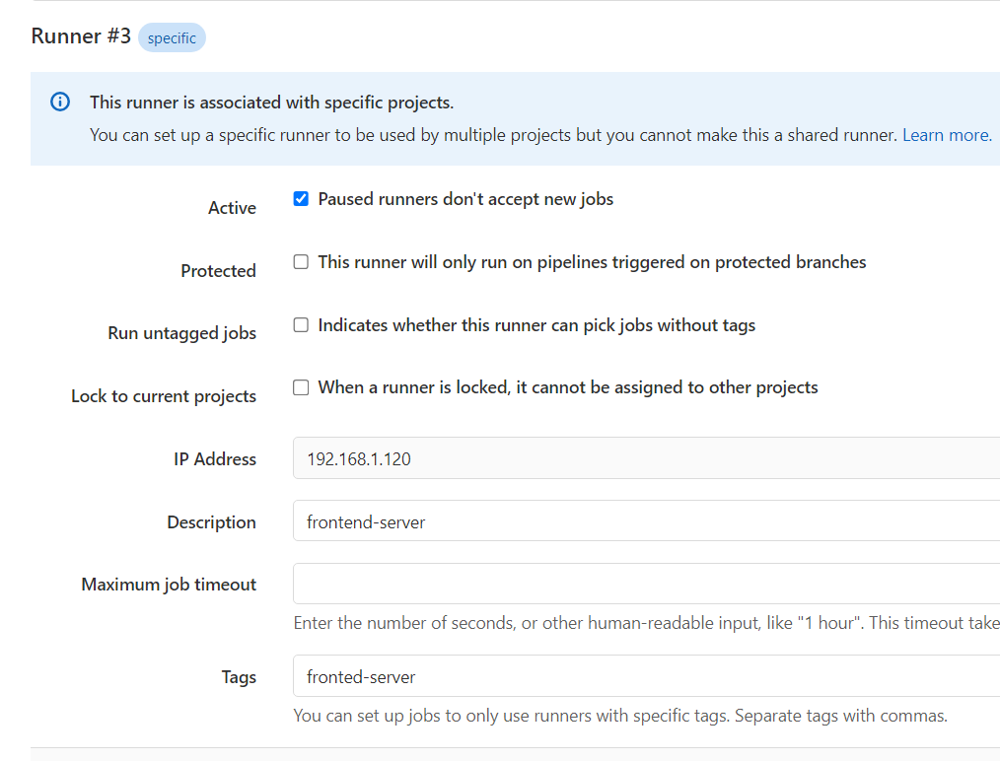 Runner #3 specific
This runner is associated with specific projects.
You can set up a specific runner to be used by multiple projects but you cannot make this a shared runner. Learn more.
Active Paused runners don't accept new jobs
Protected This runner will only run on pipelines triggered on protected branches
Run untagged jobs Indicates whether this runner can pick jobs without tags
Lock to current projects When a runner is locked, it cannot be assigned to other projects
IP Address 192.168.1.120
Description frontend-server
Maximum job timeout
Enter the number of seconds, or other human-readable input, like "1 hour". This timeout take
Tags fronted-server
You can set up jobs to only use runners with specific tags. Separate tags with commas.